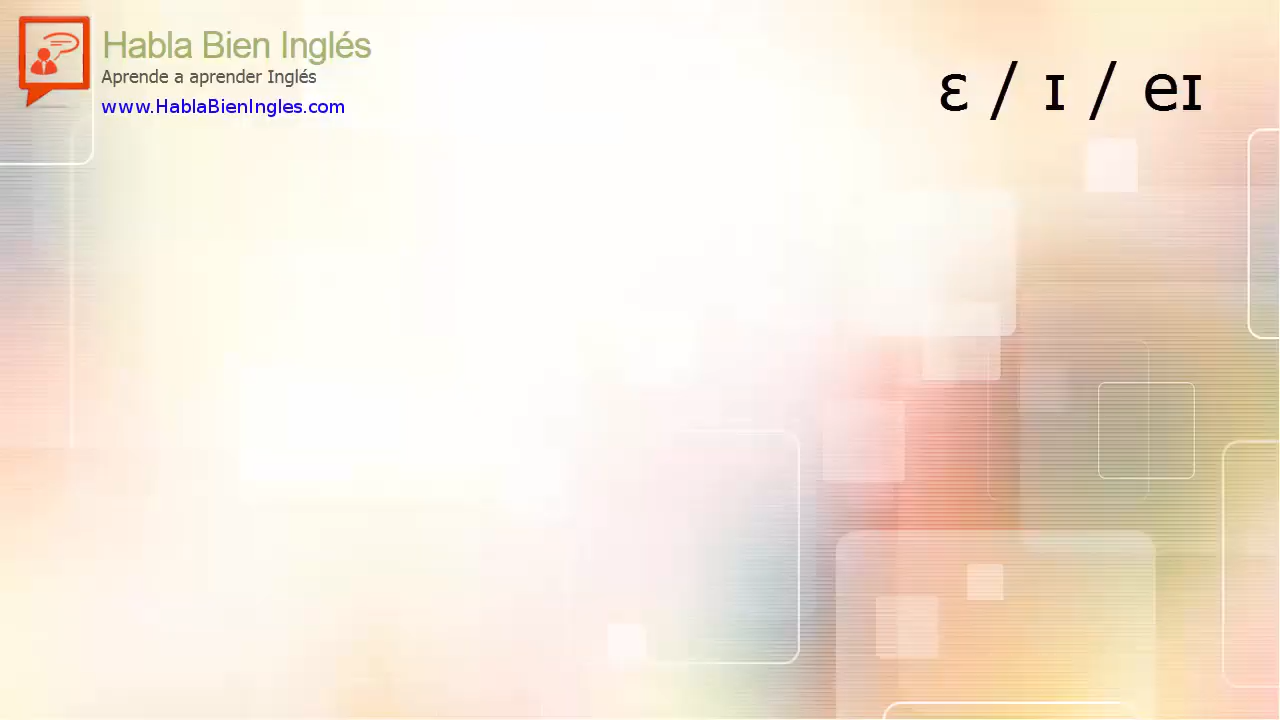 Habla Bien Inglés
Aprende a aprender Inglés
www.HablaBienIngles.com
ɛ / ɪ / eɪ